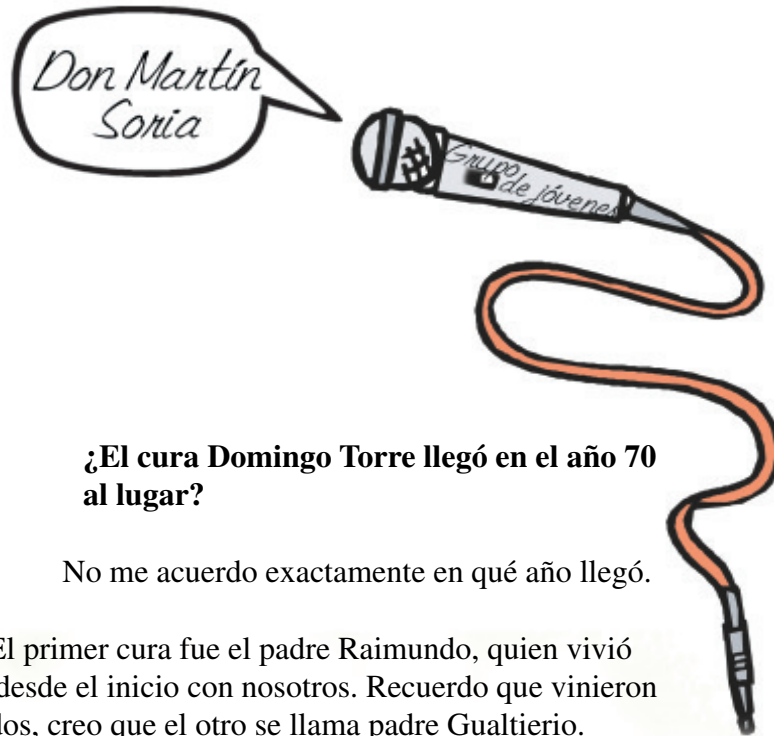 Don Martín
Soria
Grupo
de jóvenes
¿El cura Domingo Torre llegó en el año 70
al lugar?
No me acuerdo exactamente en qué año llegó.
El primer cura fue el padre Raimundo, quien vivió
desde el inicio con nosotros. Recuerdo que vinieron
dos, creo que el otro se llama padre Gualtierio.